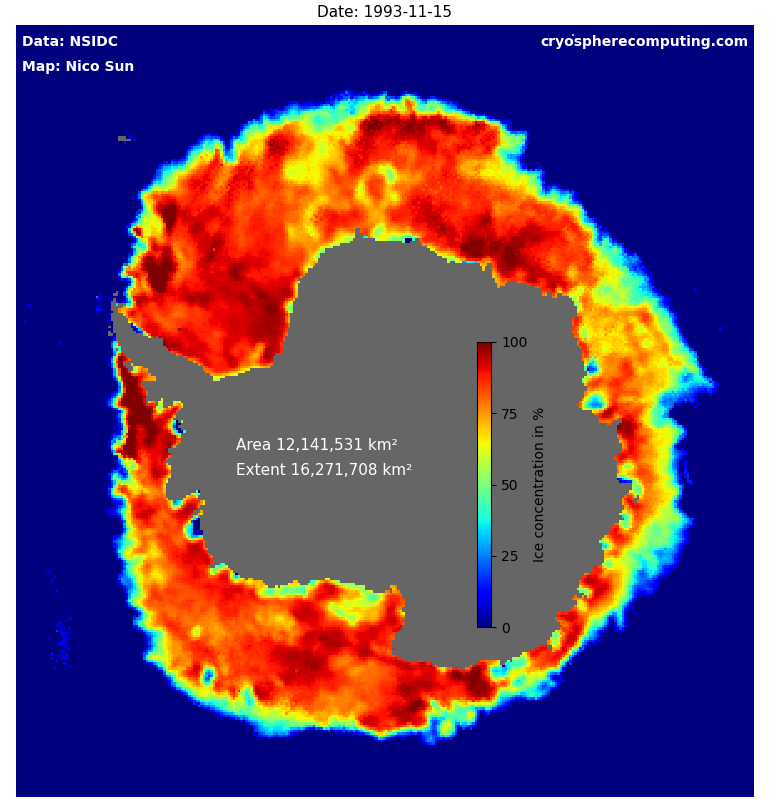 Date: 1993-11-15
Data: NSIDC
cryospherecomputing.com
Map: Nico Sun
100
75
50
25
0
Ice concentration in %
Area 12,141,531 km²
Extent 16,271,708 km²